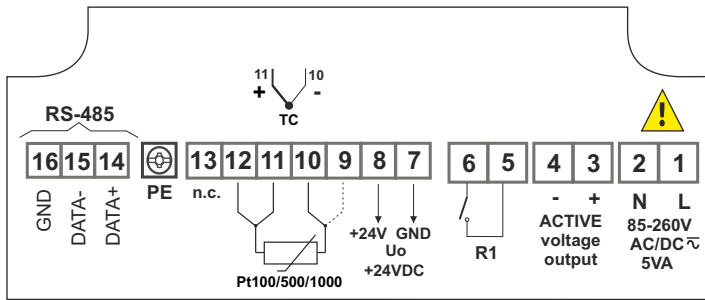 11 10
+ -
TC
RS-485
16 15 14
PE
13 12 11 10 9 8 7
6 5
4 3
2 1
GND
DATA-
DATA+
n.c.
+24V GND
Uo
+24VDC
Pt100/500/1000
R1
- +
ACTIVE
voltage
output
N L
85-260V
AC/DC
5VA
!